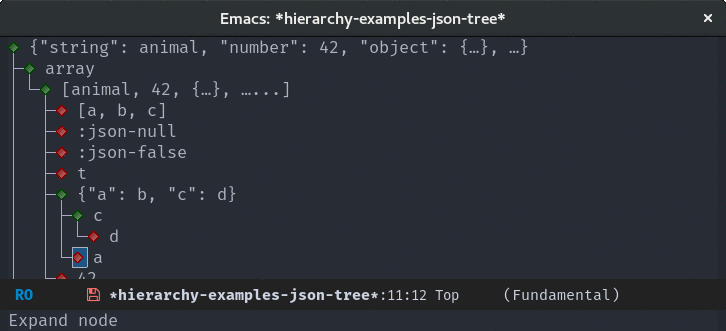 Emacs: *hierarchy-examples-json-tree*
{"string": animal, "number": 42, "object": {…}, …}
array
[animal, 42, {…}, …...]
[a, b, c]
:json-null
:json-false
t
{"a": b, "c": d}
c
d
a
42
RO *hierarchy-examples-json-tree*:11:12 Top (Fundamental)
Expand node